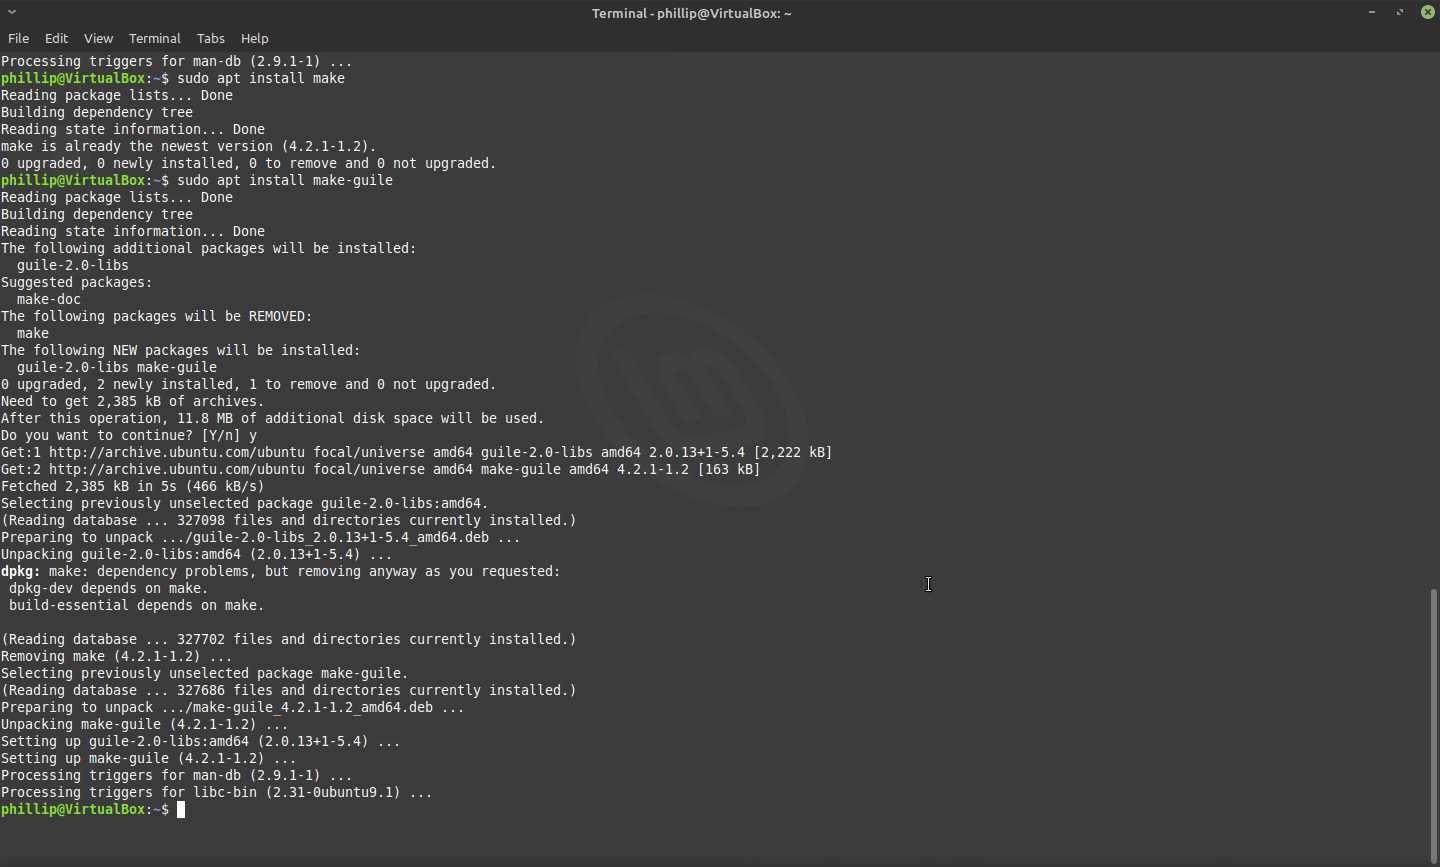 Terminal - phillip@VirtualBox: ~
File Edit View Terminal Tabs Help
Processing triggers for man-db (2.9.1-1) ...
phillip@VirtualBox:~$ sudo apt install make
Reading package lists... Done
Building dependency tree
Reading state information... Done
make is already the newest version (4.2.1-1.2).
0 upgraded, 0 newly installed, 0 to remove and 0 not upgraded.
phillip@VirtualBox:~$ sudo apt install make-guile
Reading package lists... Done
Building dependency tree
Reading state information... Done
The following additional packages will be installed:
  guile-2.0-libs
Suggested packages:
  make-doc
The following packages will be REMOVED:
  make
The following NEW packages will be installed:
  guile-2.0-libs make-guile
0 upgraded, 2 newly installed, 1 to remove and 0 not upgraded.
Need to get 2,385 kB of archives.
After this operation, 11.8 MB of additional disk space will be used.
Do you want to continue? [Y/n] y
Get:1 http://archive.ubuntu.com/ubuntu focal/universe amd64 guile-2.0-libs amd64 2.0.13+1-5.4 [2,222 kB]
Get:2 http://archive.ubuntu.com/ubuntu focal/universe amd64 make-guile amd64 4.2.1-1.2 [163 kB]
Fetched 2,385 kB in 5s (466 kB/s)
Selecting previously unselected package guile-2.0-libs:amd64.
(Reading database ... 327098 files and directories currently installed.)
Preparing to unpack .../guile-2.0-libs_2.0.13+1-5.4_amd64.deb ...
Unpacking guile-2.0-libs:amd64 (2.0.13+1-5.4) ...
dpkg: make: dependency problems, but removing anyway as you requested:
 dpkg-dev depends on make.
 build-essential depends on make.

(Reading database ... 327702 files and directories currently installed.)
Removing make (4.2.1-1.2) ...
Selecting previously unselected package make-guile.
(Reading database ... 327686 files and directories currently installed.)
Preparing to unpack .../make-guile_4.2.1-1.2_amd64.deb ...
Unpacking make-guile (4.2.1-1.2) ...
Setting up guile-2.0-libs:amd64 (2.0.13+1-5.4) ...
Setting up make-guile (4.2.1-1.2) ...
Processing triggers for man-db (2.9.1-1) ...
Processing triggers for libc-bin (2.31-0ubuntu9.1) ...
phillip@VirtualBox:~$